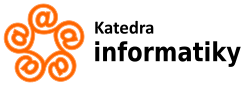 @ @ @ @ @
Katedra
informatiky